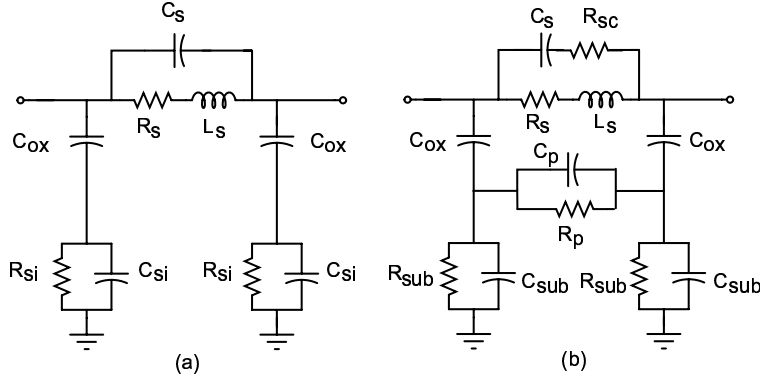 Cs
Rs
Ls
Cox
Cox
Rsi
Csi
Rsi
Csi
(a)
Cs
Rsc
Rs
Ls
Cox
Cox
Cp
Rp
Rsub
Csub
Rsub
Csub
(b)